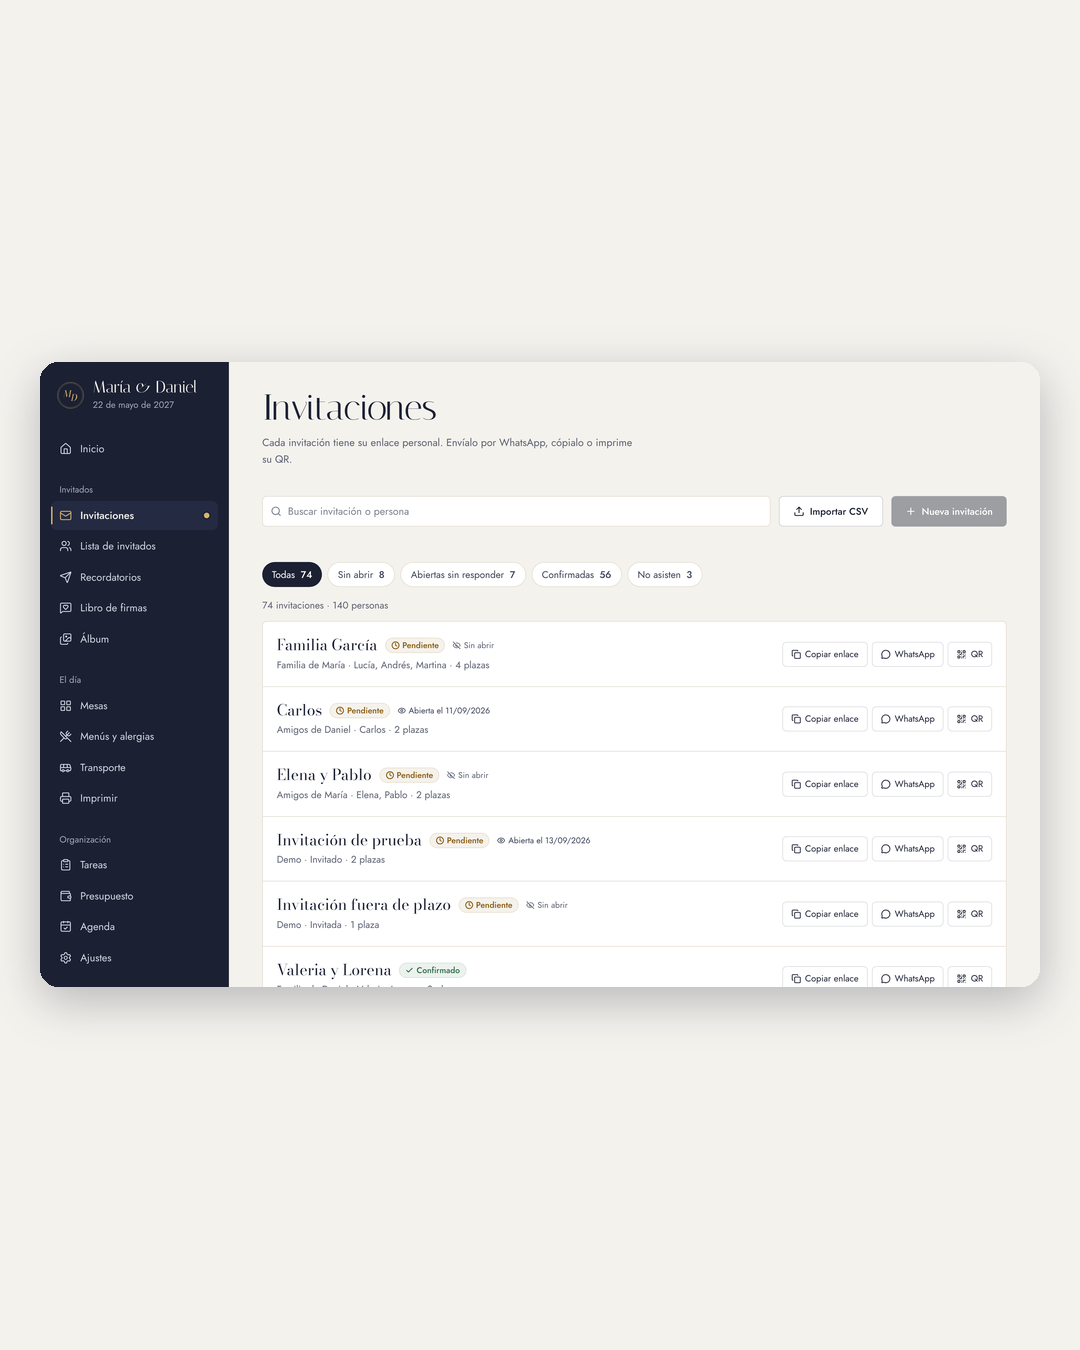 María & Daniel
22 de mayo de 2027
MD
Inicio
Invitados
Invitaciones
Lista de invitados
Recordatorios
Libro de firmas
Álbum
El día
Mesas
Menús y alergias
Transporte
Imprimir
Organización
Tareas
Presupuesto
Agenda
Ajustes
Invitaciones
Cada invitación tiene su enlace personal. Envíalo por WhatsApp, cópialo o imprime
su QR.
Buscar invitación o persona
Importar CSV
Nueva invitación
Todas 74
Sin abrir 8
Abiertas sin responder 7
Confirmadas 56
No asisten 3
74 invitaciones · 140 personas
Familia García Pendiente Sin abrir
Familia de María · Lucía, Andrés, Martina · 4 plazas
Copiar enlace WhatsApp QR
Carlos Pendiente Abierta el 11/09/2026
Amigos de Daniel · Carlos · 2 plazas
Copiar enlace WhatsApp QR
Elena y Pablo Pendiente Sin abrir
Amigos de María · Elena, Pablo · 2 plazas
Copiar enlace WhatsApp QR
Invitación de prueba Pendiente Abierta el 13/09/2026
Demo · Invitado · 2 plazas
Copiar enlace WhatsApp QR
Invitación fuera de plazo Pendiente Sin abrir
Demo · Invitada · 1 plaza
Copiar enlace WhatsApp QR
Valeria y Lorena Confirmado
Copiar enlace WhatsApp QR